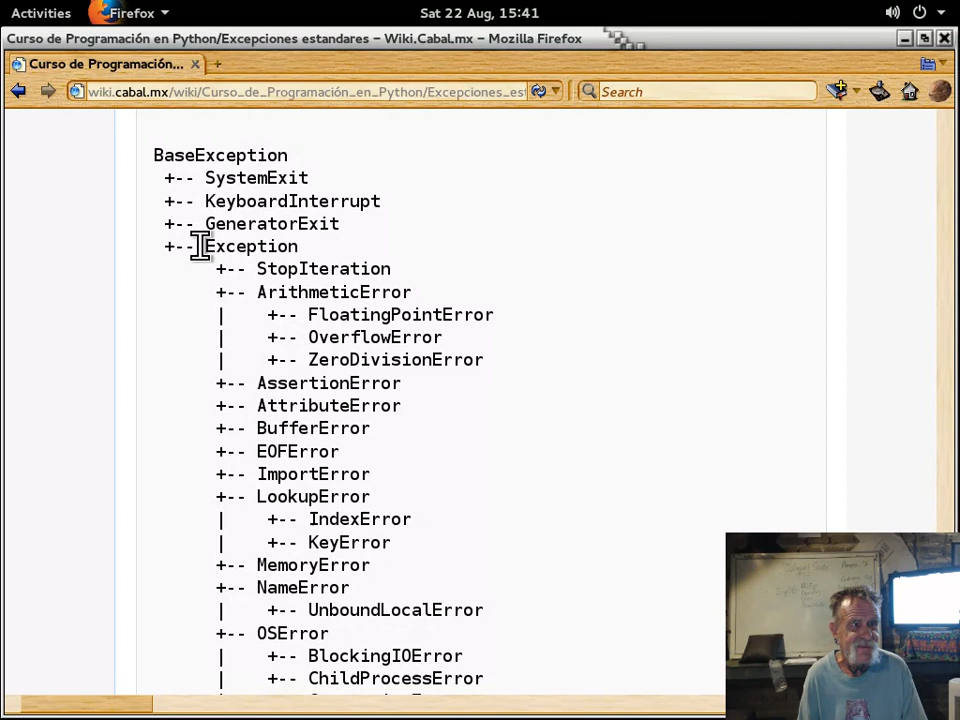 Activities Firefox Sat 22 Aug, 15:41
Curso de Programación en Python/Excepciones estandares – Wiki.Cabal.mx – Mozilla Firefox
Curso de Programación...
wiki.cabal.mx/wiki/Curso_de_Programación_en_Python/Excepciones_est Search
BaseException
+-- SystemExit
+-- KeyboardInterrupt
+-- GeneratorExit
+-- Exception
+-- StopIteration
+-- ArithmeticError
| +-- FloatingPointError
| +-- OverflowError
| +-- ZeroDivisionError
+-- AssertionError
+-- AttributeError
+-- BufferError
+-- EOFError
+-- ImportError
+-- LookupError
| +-- IndexError
| +-- KeyError
+-- MemoryError
+-- NameError
| +-- UnboundLocalError
+-- OSError
| +-- BlockingIOError
| +-- ChildProcessError